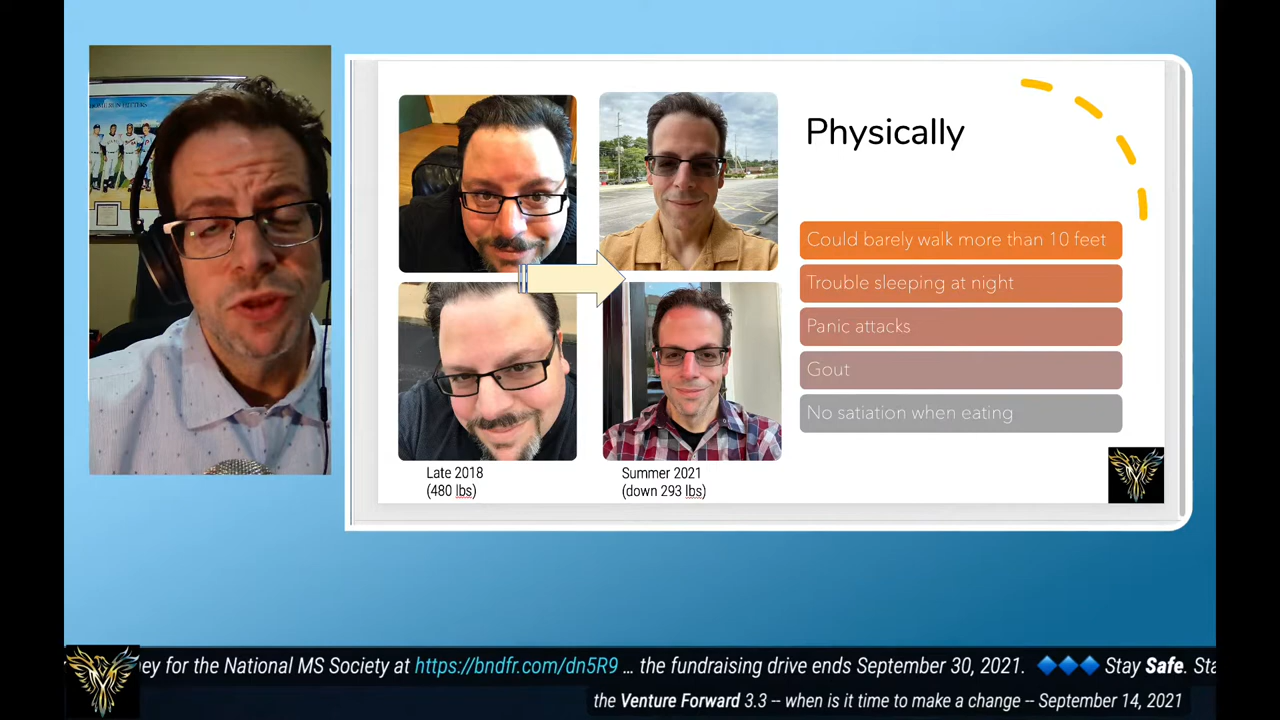 Physically
Could barely walk more than 10 feet
Trouble sleeping at night
Panic attacks
Gout
No satiation when eating
Late 2018
(480 lbs)
Summer 2021
(down 293 lbs)
ey for the National MS Society at https://bndfr.com/dn5R9 ... the fundraising drive ends September 30, 2021. 🔷🔷🔷 Stay Safe. Sta
the Venture Forward 3.3 -- when is it time to make a change -- September 14, 2021